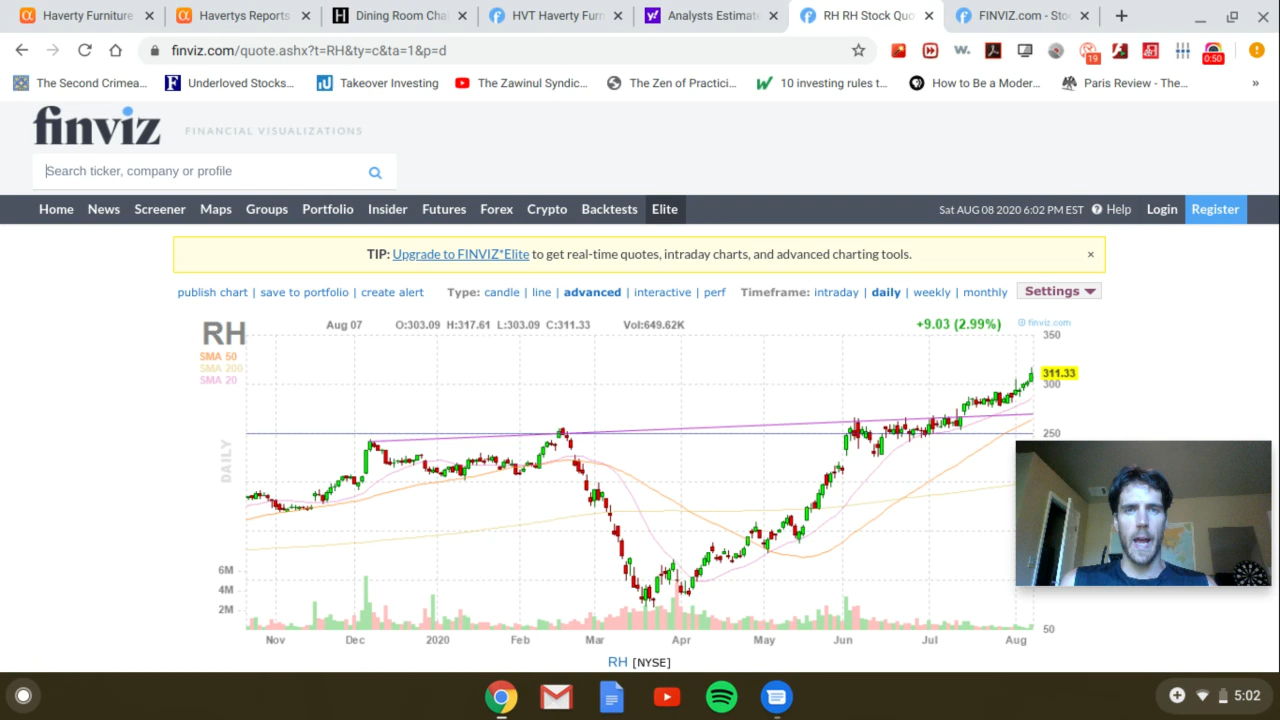 Haverty Furniture
Havertys Reports
Dining Room Cha
HVT Haverty Furn
Analysts Estimat
RH RH Stock Quo
FINVIZ.com - Sto
finviz.com/quote.ashx?t=RH&ty=c&ta=1&p=d
w.
19
0:50
The Second Crimea...
Underloved Stocks...
Takeover Investing
The Zawinul Syndic...
The Zen of Practici...
10 investing rules t...
How to Be a Moder...
Paris Review - The...
»
finviz
FINANCIAL VISUALIZATIONS
Search ticker, company or profile
Home News Screener Maps Groups Portfolio Insider Futures Forex Crypto Backtests Elite
Sat AUG 08 2020 6:02 PM EST Help Login Register
TIP: Upgrade to FINVIZ*Elite to get real-time quotes, intraday charts, and advanced charting tools. ×
publish chart | save to portfolio | create alert
Type: candle | line | advanced | interactive | perf
Timeframe: intraday | daily | weekly | monthly
Settings
RH
Aug 07 O:303.09 H:317.61 L:303.09 C:311.33 Vol:649.62K
+9.03 (2.99%)
finviz.com
SMA 50
SMA 200
SMA 20
DAILY
350
311.33
300
250
50
6M
4M
2M
Nov Dec 2020 Feb Mar Apr May Jun Jul Aug
RH [NYSE]
5:02